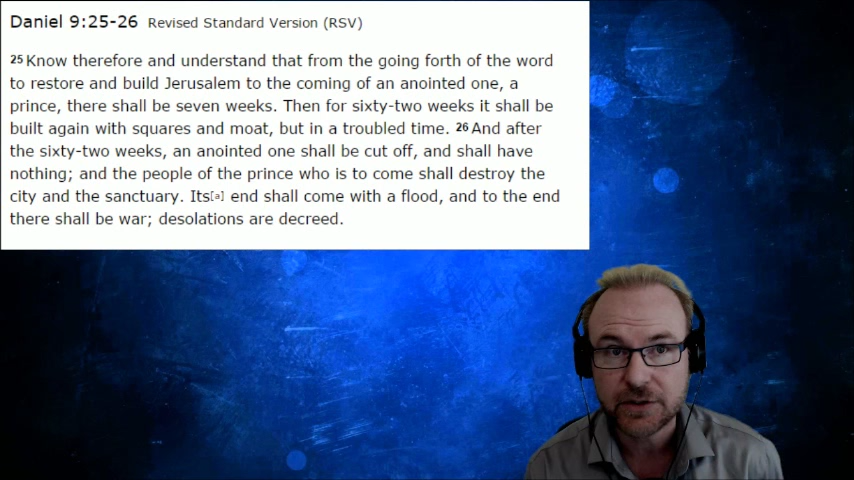 Daniel 9:25-26 Revised Standard Version (RSV)
25 Know therefore and understand that from the going forth of the word
to restore and build Jerusalem to the coming of an anointed one, a
prince, there shall be seven weeks. Then for sixty-two weeks it shall be
built again with squares and moat, but in a troubled time. 26 And after
the sixty-two weeks, an anointed one shall be cut off, and shall have
nothing; and the people of the prince who is to come shall destroy the
city and the sanctuary. Its[a] end shall come with a flood, and to the end
there shall be war; desolations are decreed.